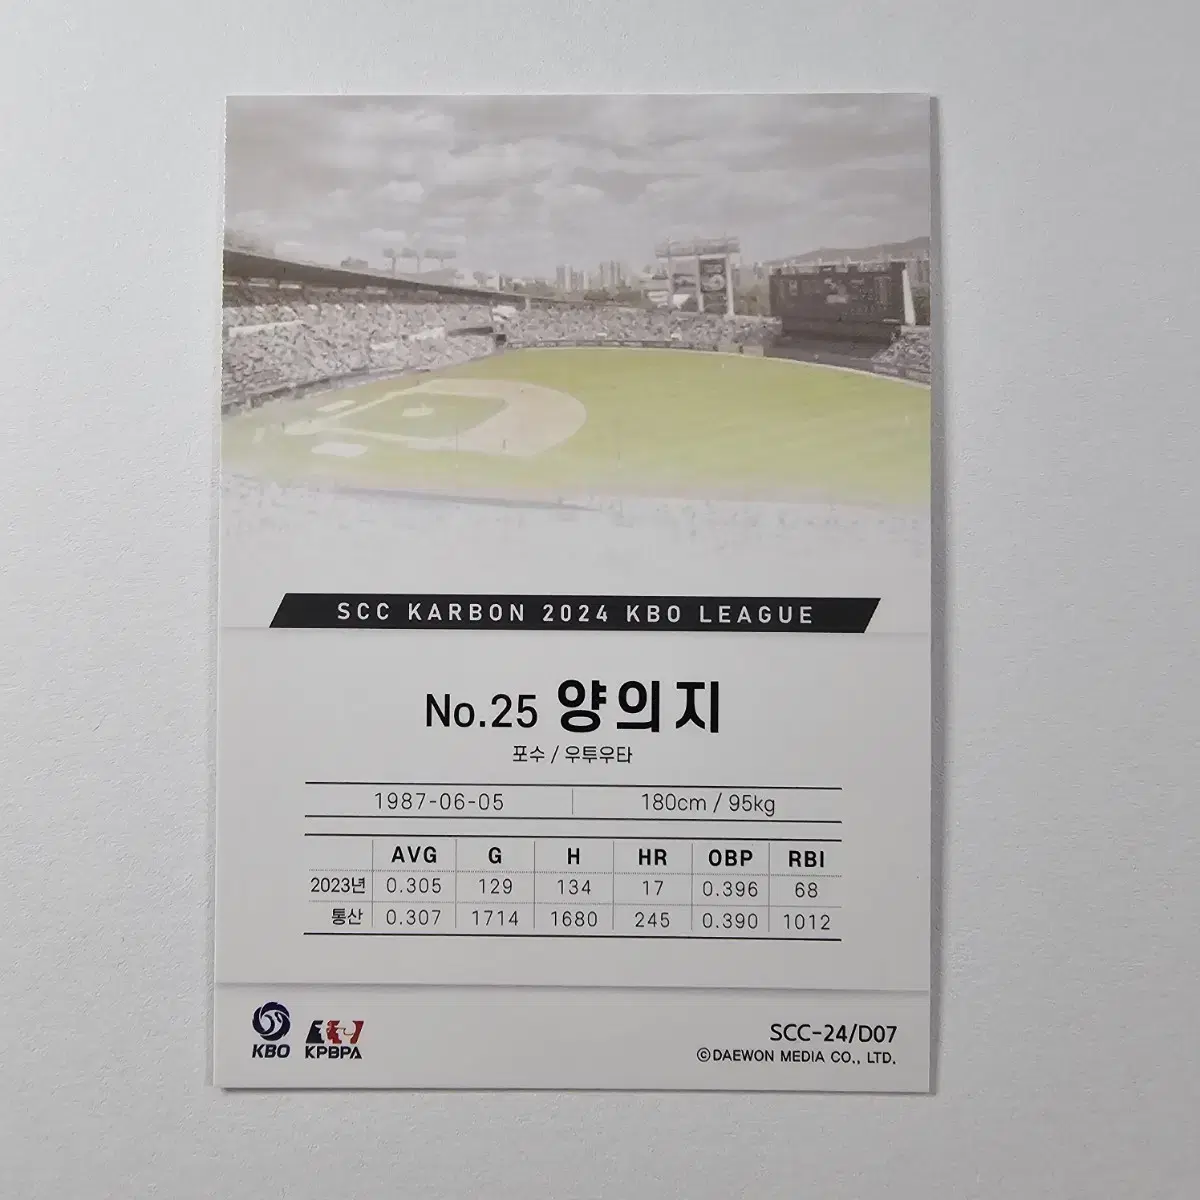 SCC KARBON 2024 KBO LEAGUE
No.25 양의지
포수 / 우투우타
1987-06-05 180cm / 95kg
AVG G H HR OBP RBI
2023년 0.305 129 134 17 0.396 68
통산 0.307 1714 1680 245 0.390 1012
KBO KPBPA
SCC-24/D07
©DAEWON MEDIA CO., LTD.